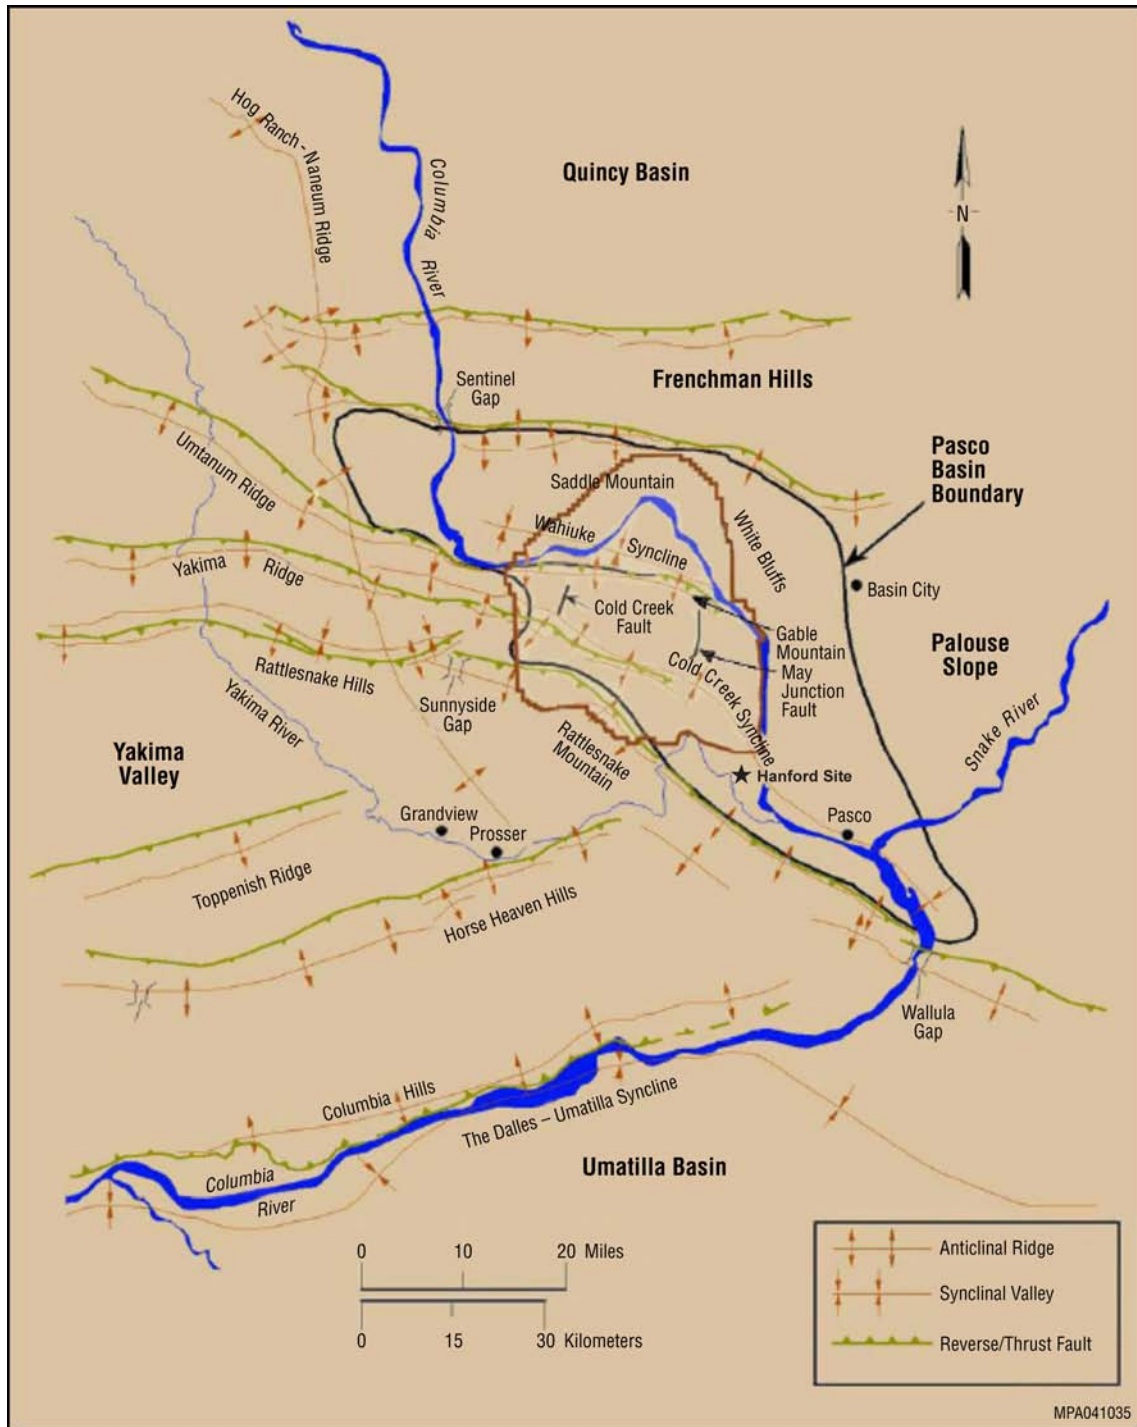 Hog Ranch - Naneum Ridge
Columbia
River
Quincy Basin
N
Sentinel
Gap
Frenchman Hills
Pasco
Basin
Boundary
Umtanum Ridge
Saddle Mountain
Wahiuke
Syncline
White Bluffs
Yakima
Ridge
Basin City
Cold Creek
Fault
Gable
Mountain
May
Junction
Fault
Palouse
Slope
Rattlesnake Hills
Sunnyside
Gap
Cold Creek Syncline
Yakima River
Snake River
Yakima
Valley
Rattlesnake
Mountain
Hanford Site
Grandview
Prosser
Pasco
Toppenish Ridge
Horse Heaven Hills
Wallula
Gap
Columbia Hills
The Dalles – Umatilla Syncline
Umatilla Basin
Columbia
River
0 10 20 Miles
0 15 30 Kilometers
Anticlinal Ridge
Synclinal Valley
Reverse/Thrust Fault
MPA041035